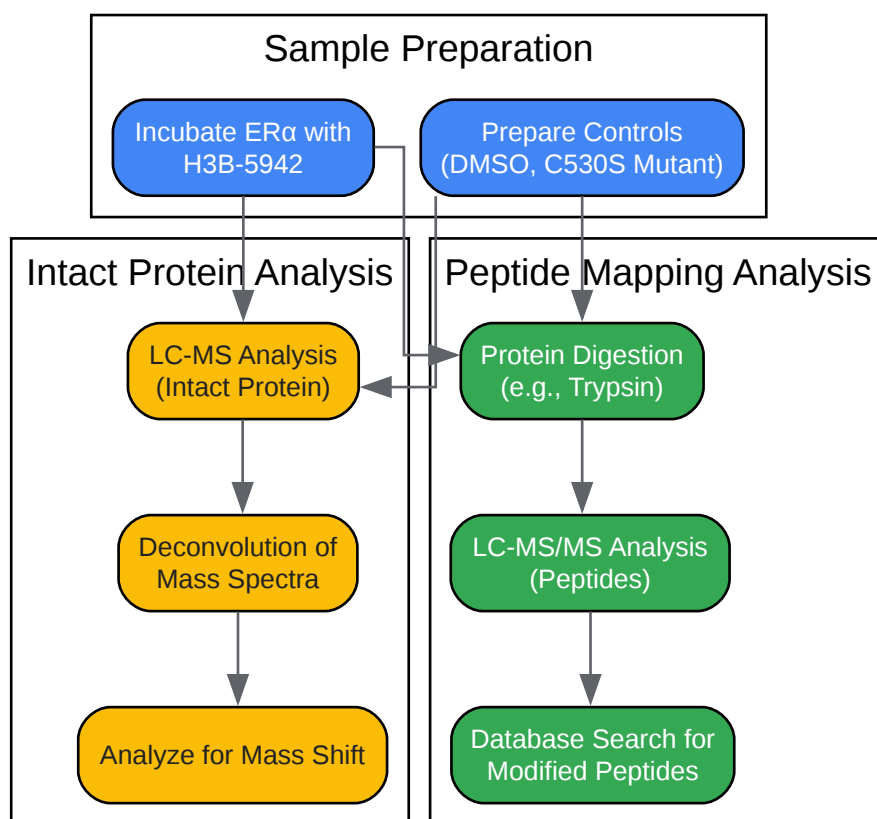 Sample Preparation
Incubate ERα with
H3B-5942
Prepare Controls
(DMSO, C530S Mutant)
Intact Protein Analysis
LC-MS Analysis
(Intact Protein)
Deconvolution of
Mass Spectra
Analyze for Mass Shift
Peptide Mapping Analysis
Protein Digestion
(e.g., Trypsin)
LC-MS/MS Analysis
(Peptides)
Database Search for
Modified Peptides